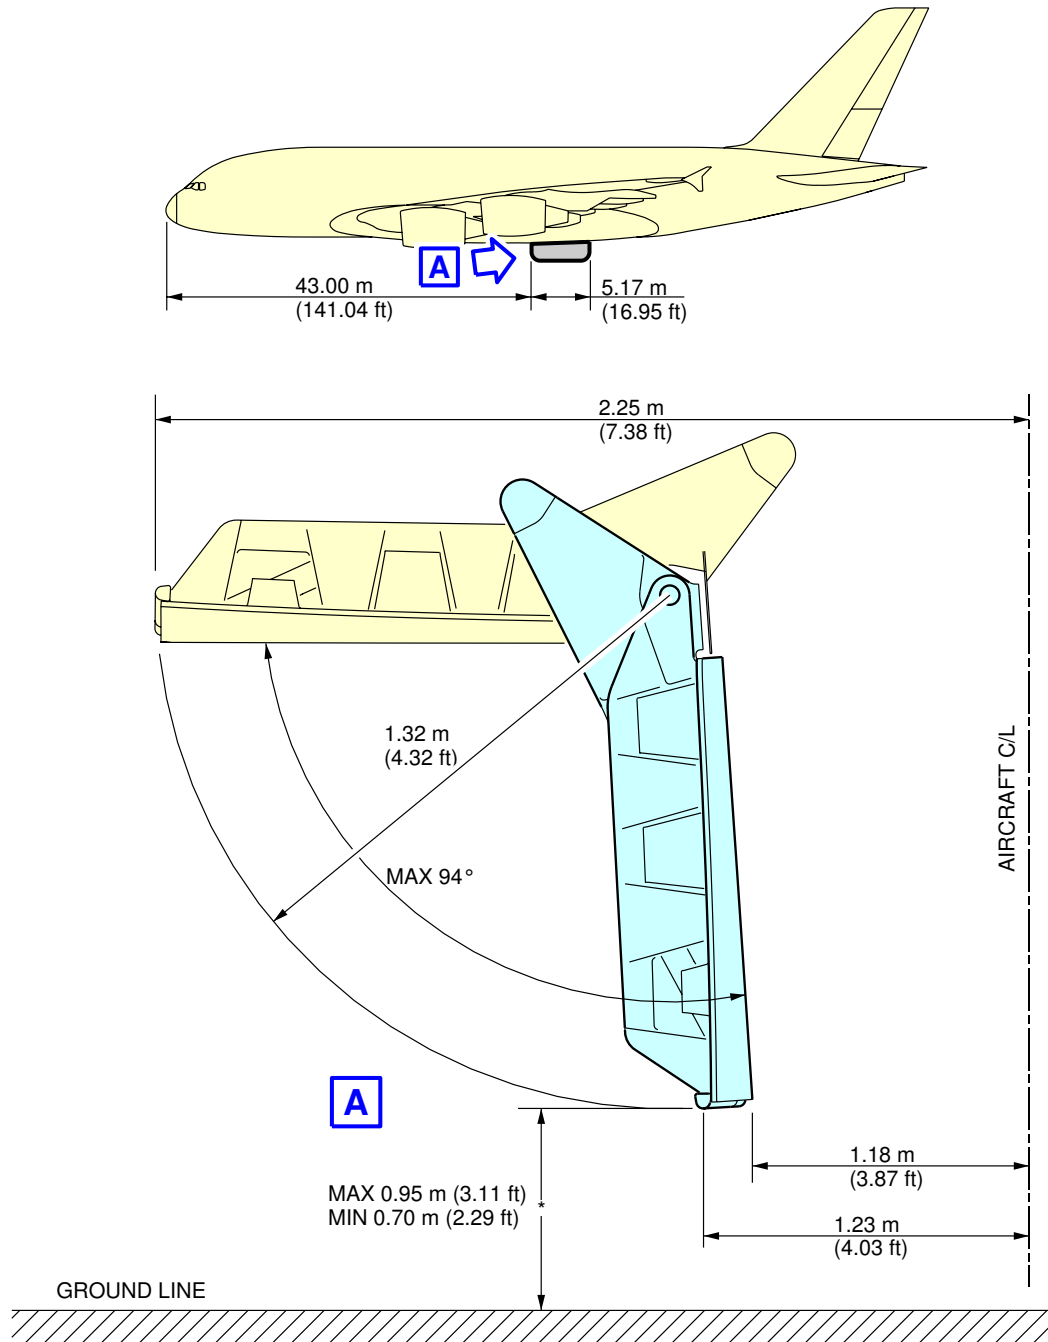 A
43.00 m
(141.04 ft)
5.17 m
(16.95 ft)
2.25 m
(7.38 ft)
1.32 m
(4.32 ft)
AIRCRAFT C/L
MAX 94°
A
1.18 m
(3.87 ft)
MAX 0.95 m (3.11 ft)
MIN 0.70 m (2.29 ft)
*
1.23 m
(4.03 ft)
GROUND LINE